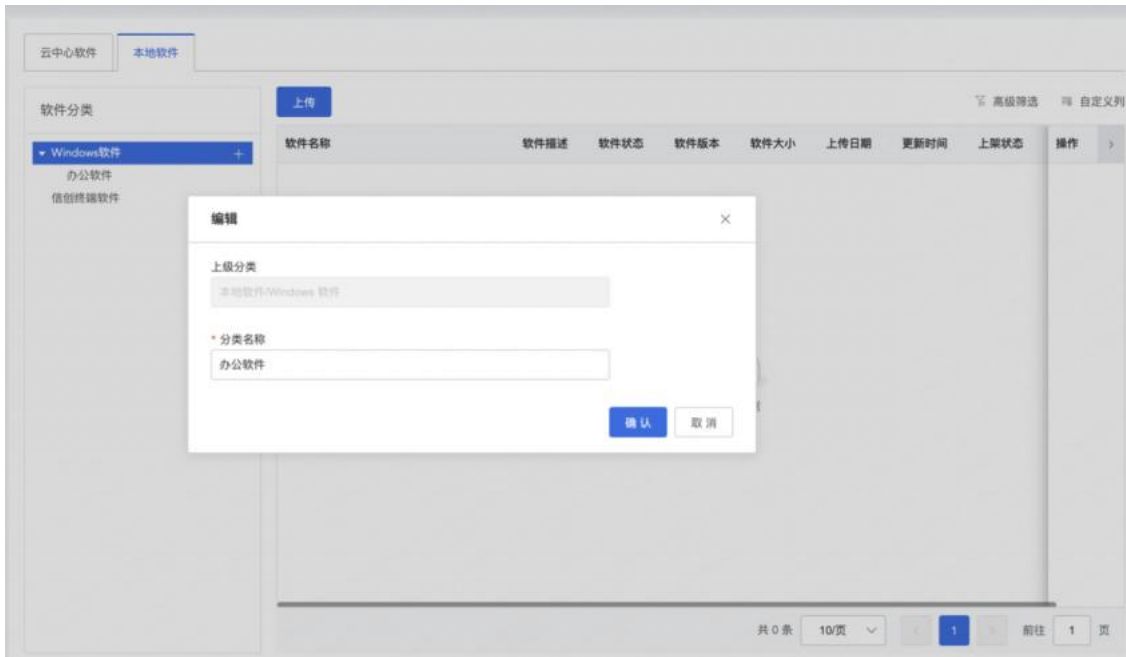 云中心软件 本地软件
软件分类 上传 高级筛选 自定义列
软件名称 软件描述 软件状态 软件版本 软件大小 上传日期 更新时间 上架状态 操作
Windows软件 +
办公软件
信创终端软件
编辑
上级分类
本地软件/Windows 软件
* 分类名称
办公软件
确认 取消
共 0 条 10/页 1 前往 1 页